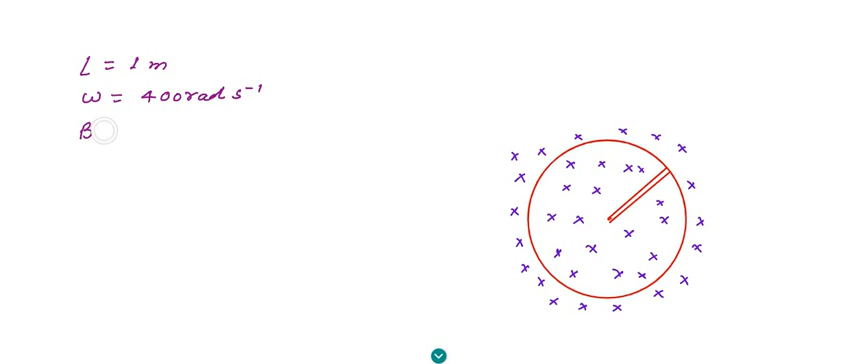 L = 1 m
ω = 400 rad s⁻¹
B